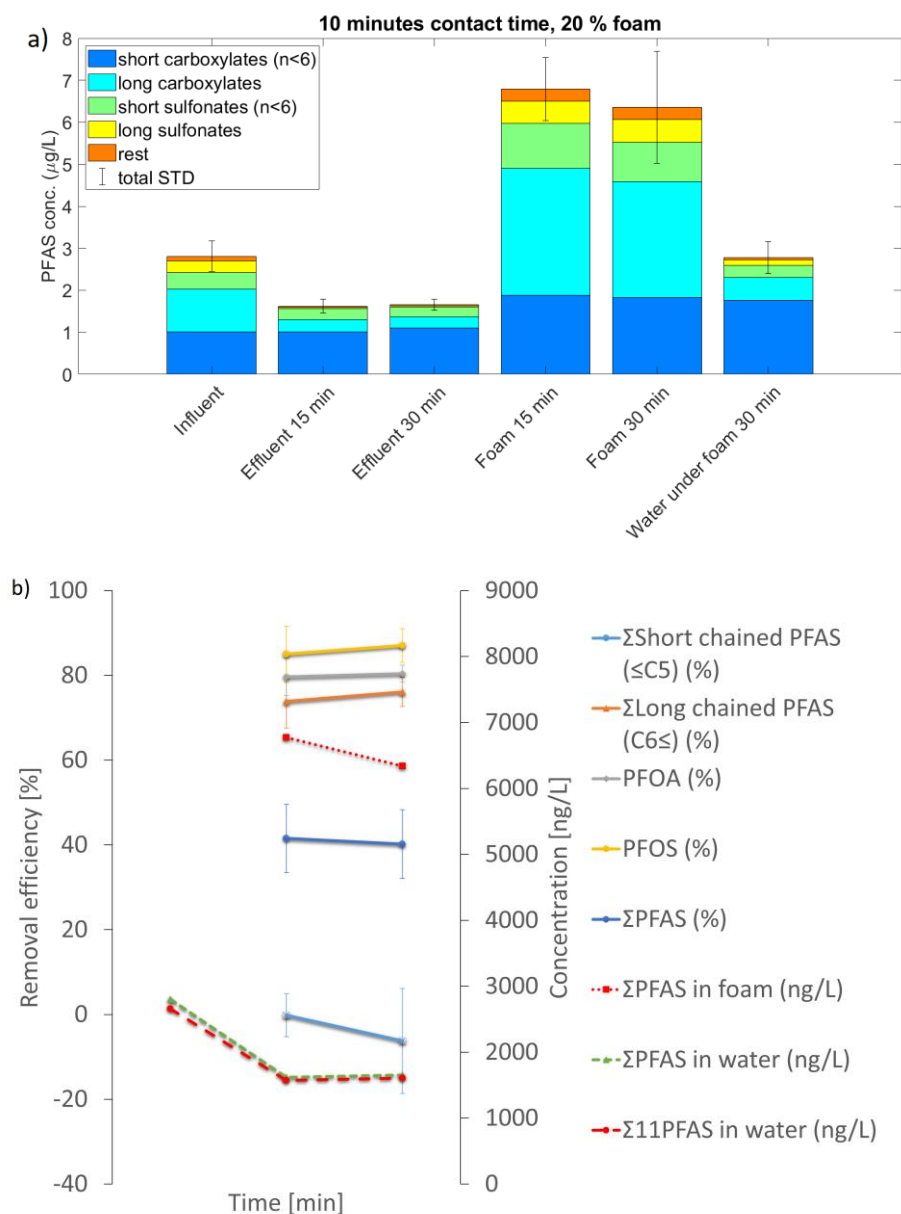 a)
10 minutes contact time, 20 % foam
8
7
6
5
4
3
2
1
0
PFAS conc. (μg/L)
short carboxylates (n<6)
long carboxylates
short sulfonates (n<6)
long sulfonates
rest
total STD
Influent
Effluent 15 min
Effluent 30 min
Foam 15 min
Foam 30 min
Water under foam 30 min
b)
100
80
60
40
20
0
-20
-40
Removal efficiency [%]
Time [min]
9000
8000
7000
6000
5000
4000
3000
2000
1000
0
Concentration [ng/L]
ΣShort chained PFAS
(≤C5) (%)
ΣLong chained PFAS
(C6≤) (%)
PFOA (%)
PFOS (%)
ΣPFAS (%)
ΣPFAS in foam (ng/L)
ΣPFAS in water (ng/L)
Σ11PFAS in water (ng/L)